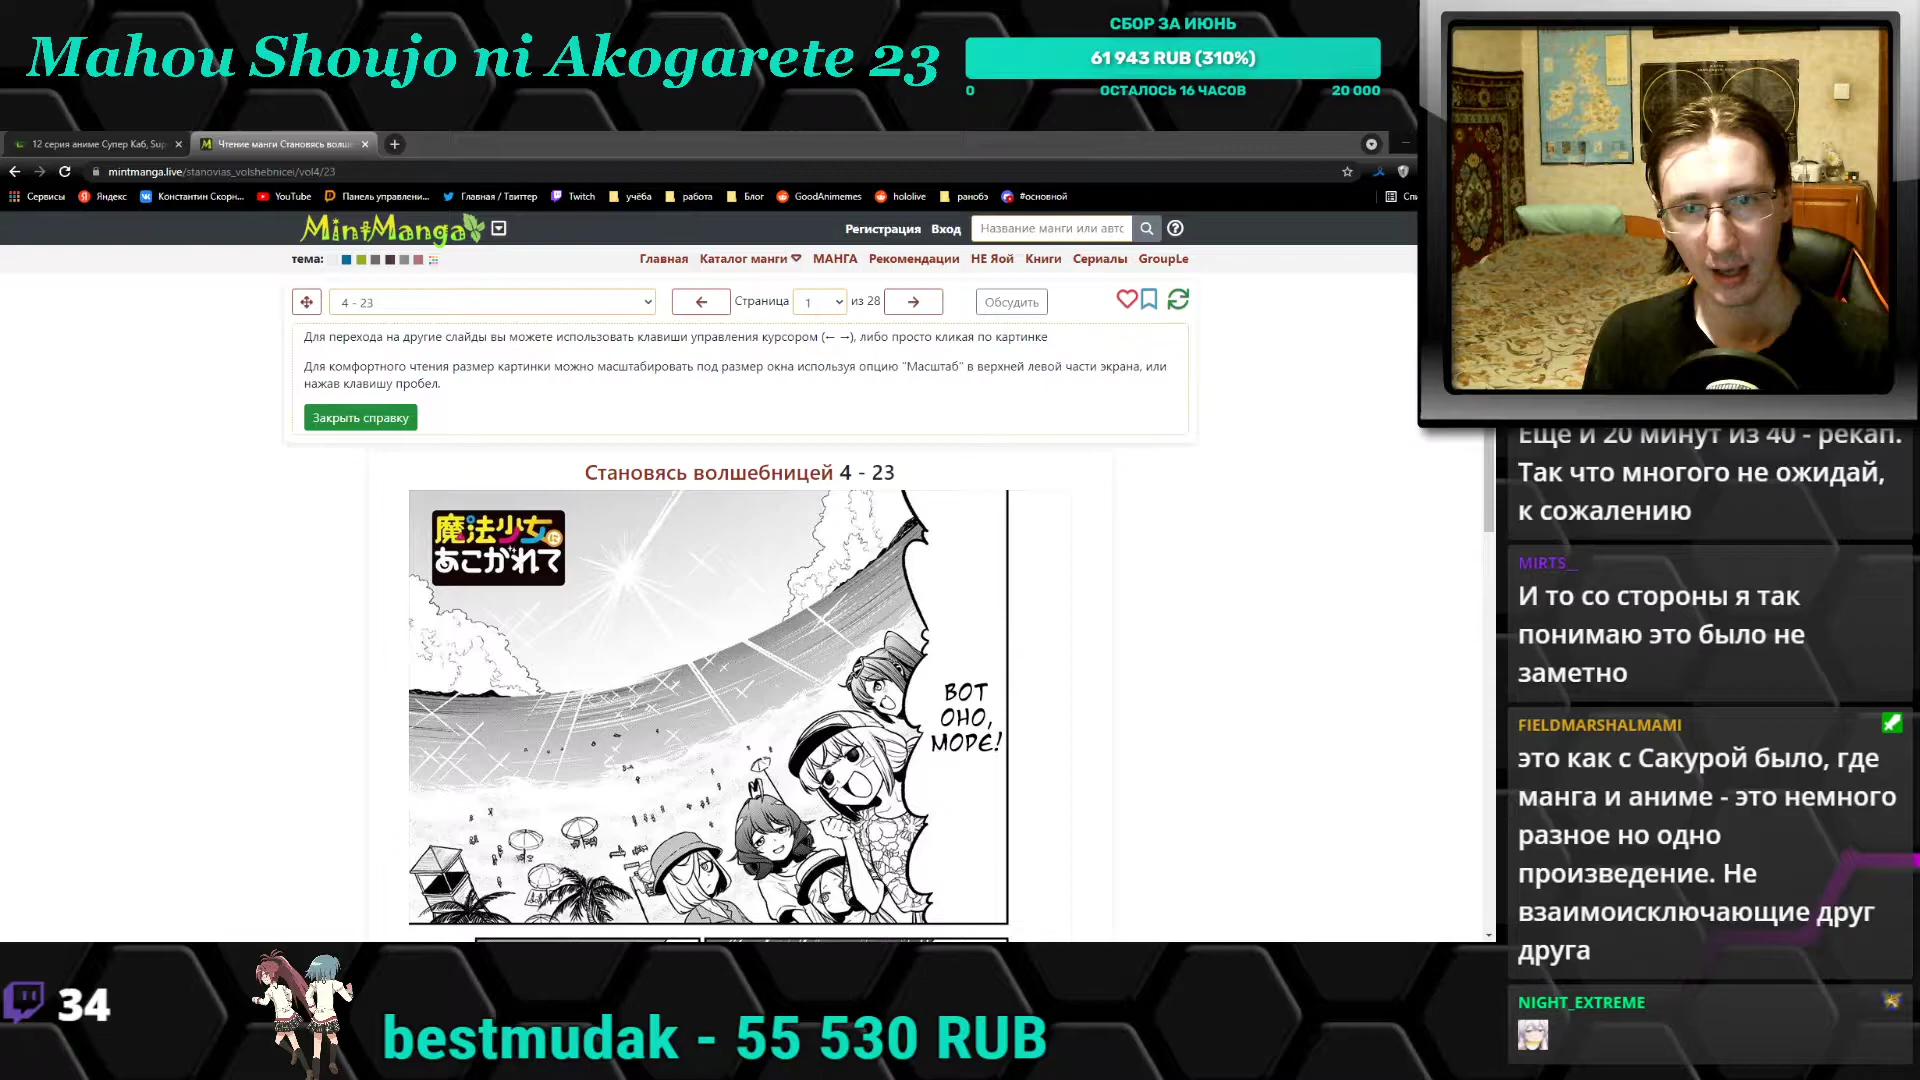 Mahou Shoujo ni Akogarete 23
СБОР ЗА ИЮНЬ
61 943 RUB (310%)
0
ОСТАЛОСЬ 16 ЧАСОВ
20 000
12 серия аниме Супер Каб, Sup
Чтение манги Становясь волш
mintmanga.live/stanovias_volshebnicei/vol4/23
Сервисы
Яндекс
Константин Скорн...
YouTube
Панель управлени...
Главная / Твиттер
Twitch
учёба
работа
Блог
GoodAnimemes
hololive
ранобэ
#основной
Спи
MintManga
Регистрация
Вход
Название манги или авто
тема:
Главная
Каталог манги
МАНГА
Рекомендации
НЕ Яой
Книги
Сериалы
GroupLe
4 - 23
Страница
1
из 28
Обсудить
Для перехода на другие слайды вы можете использовать клавиши управления курсором (← →), либо просто кликая по картинке
Для комфортного чтения размер картинки можно масштабировать под размер окна используя опцию "Масштаб" в верхней левой части экрана, или
нажав клавишу пробел.
Закрыть справку
Становясь волшебницей 4 - 23
魔法少女に
あこがれて
ВОТ
ОНО,
МОРЕ!
Еще и 20 минут из 40 - рекап.
Так что многого не ожидай,
к сожалению
MIRTS__
И то со стороны я так
понимаю это было не
заметно
FIELDMARSHALMAMI
это как с Сакурой было, где
манга и аниме - это немного
разное но одно
произведение. Не
взаимоисключающие друг
друга
NIGHT_EXTREME
34
bestmudak - 55 530 RUB